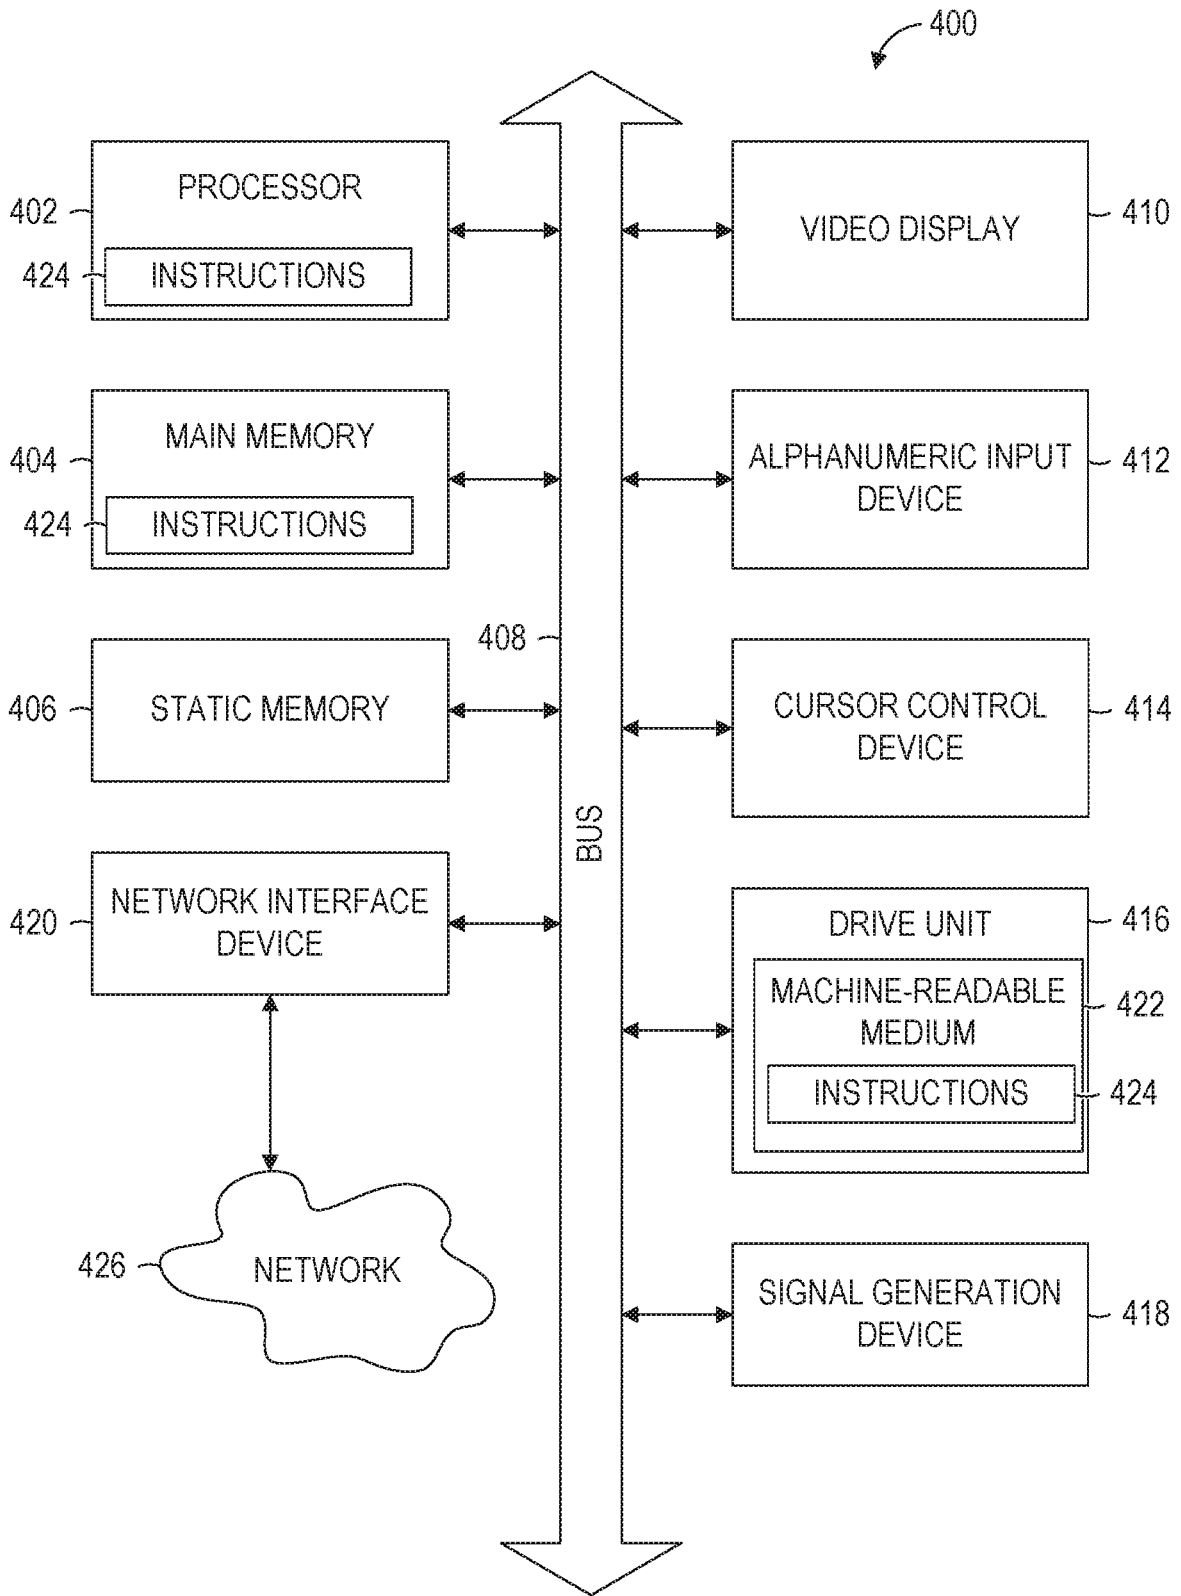 400
PROCESSOR
402
424
INSTRUCTIONS
MAIN MEMORY
404
424
INSTRUCTIONS
STATIC MEMORY
406
NETWORK INTERFACE
DEVICE
420
NETWORK
426
408
BUS
VIDEO DISPLAY
410
ALPHANUMERIC INPUT
DEVICE
412
CURSOR CONTROL
DEVICE
414
DRIVE UNIT
416
MACHINE-READABLE
MEDIUM
422
INSTRUCTIONS
424
SIGNAL GENERATION
DEVICE
418